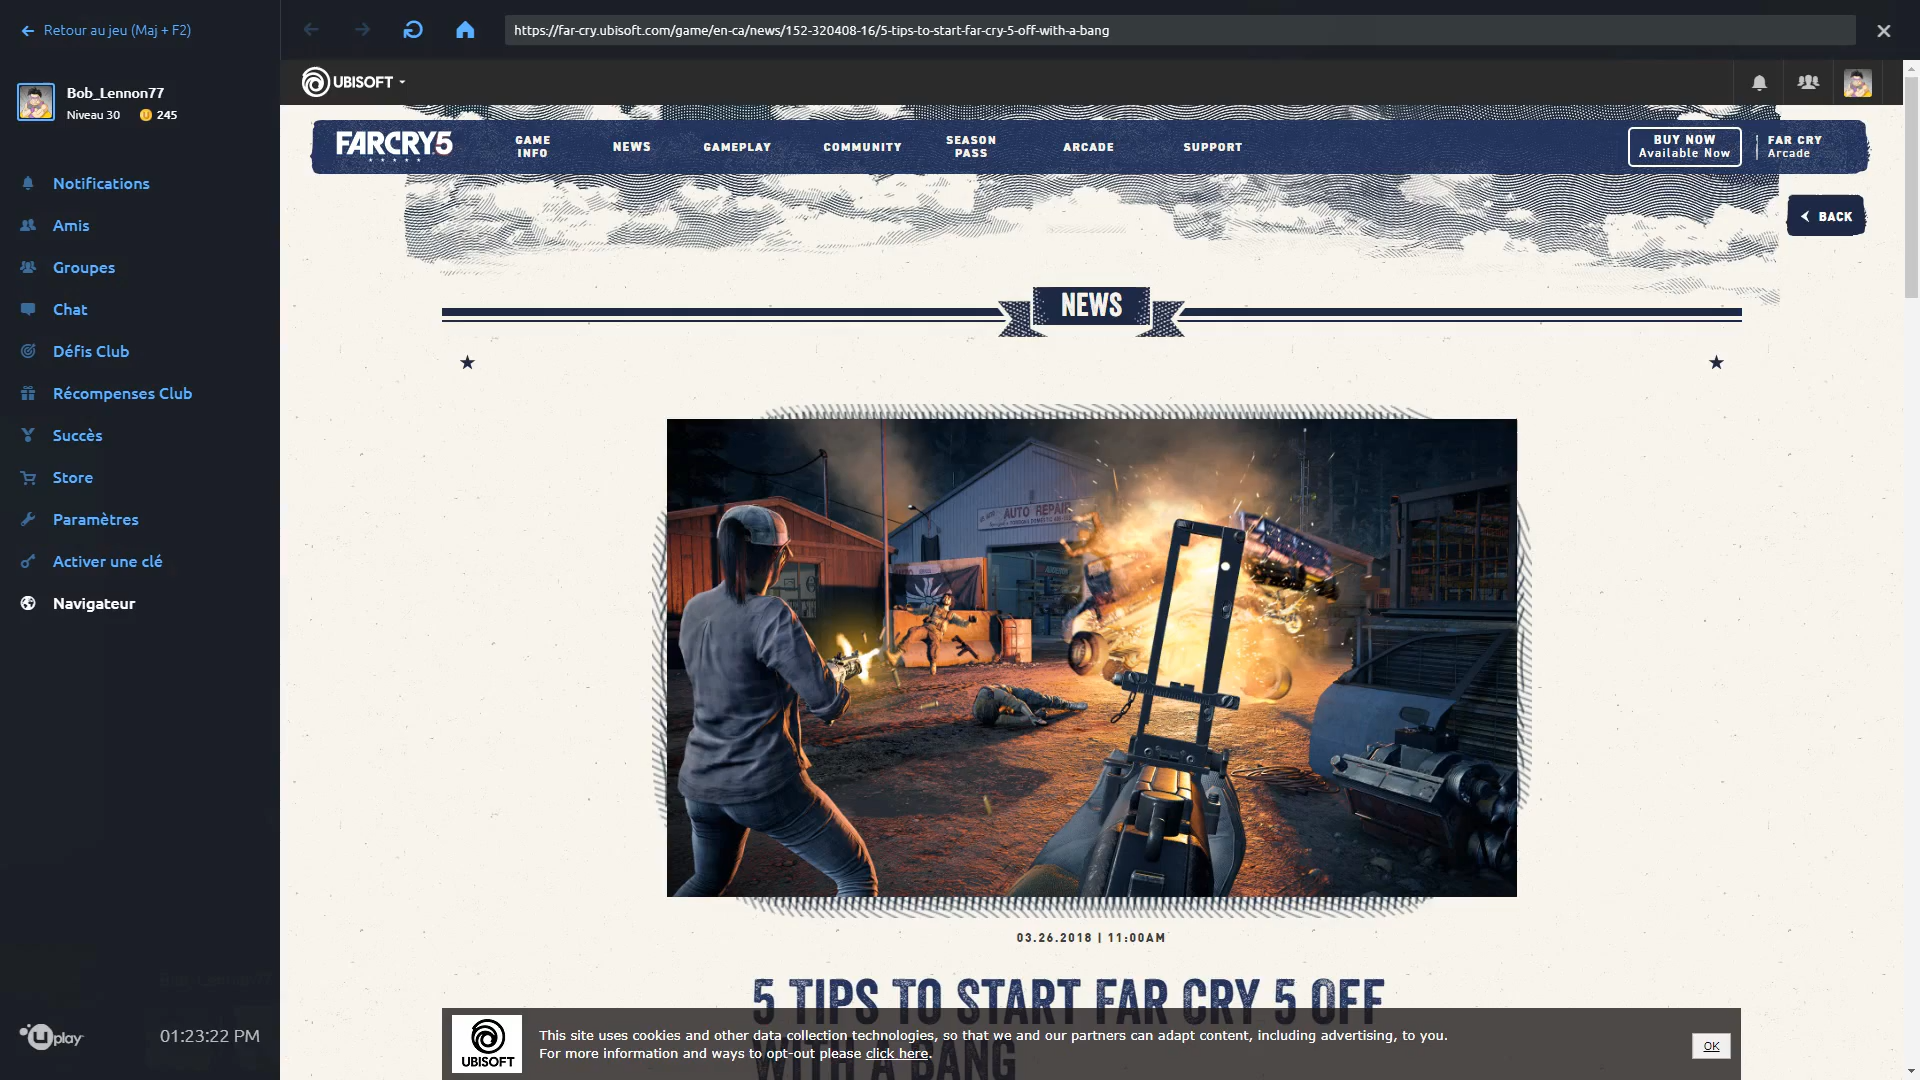 Retour au jeu (Maj + F2)
https://far-cry.ubisoft.com/game/en-ca/news/152-320408-16/5-tips-to-start-far-cry-5-off-with-a-bang
Bob_Lennon77
Niveau 30 245
UBISOFT
FARCRY5
GAME INFO
NEWS
GAMEPLAY
COMMUNITY
SEASON PASS
ARCADE
SUPPORT
BUY NOW
Available Now
FAR CRY
Arcade
BACK
Notifications
Amis
Groupes
Chat
Défis Club
Récompenses Club
Succès
Store
Paramètres
Activer une clé
Navigateur
NEWS
AUTO REPAIR
03.26.2018 | 11:00AM
5 TIPS TO START FAR CRY 5 OFF
WITH A BANG
UBISOFT
This site uses cookies and other data collection technologies, so that we and our partners can adapt content, including advertising, to you.
For more information and ways to opt-out please click here.
OK
uplay
01:23:22 PM